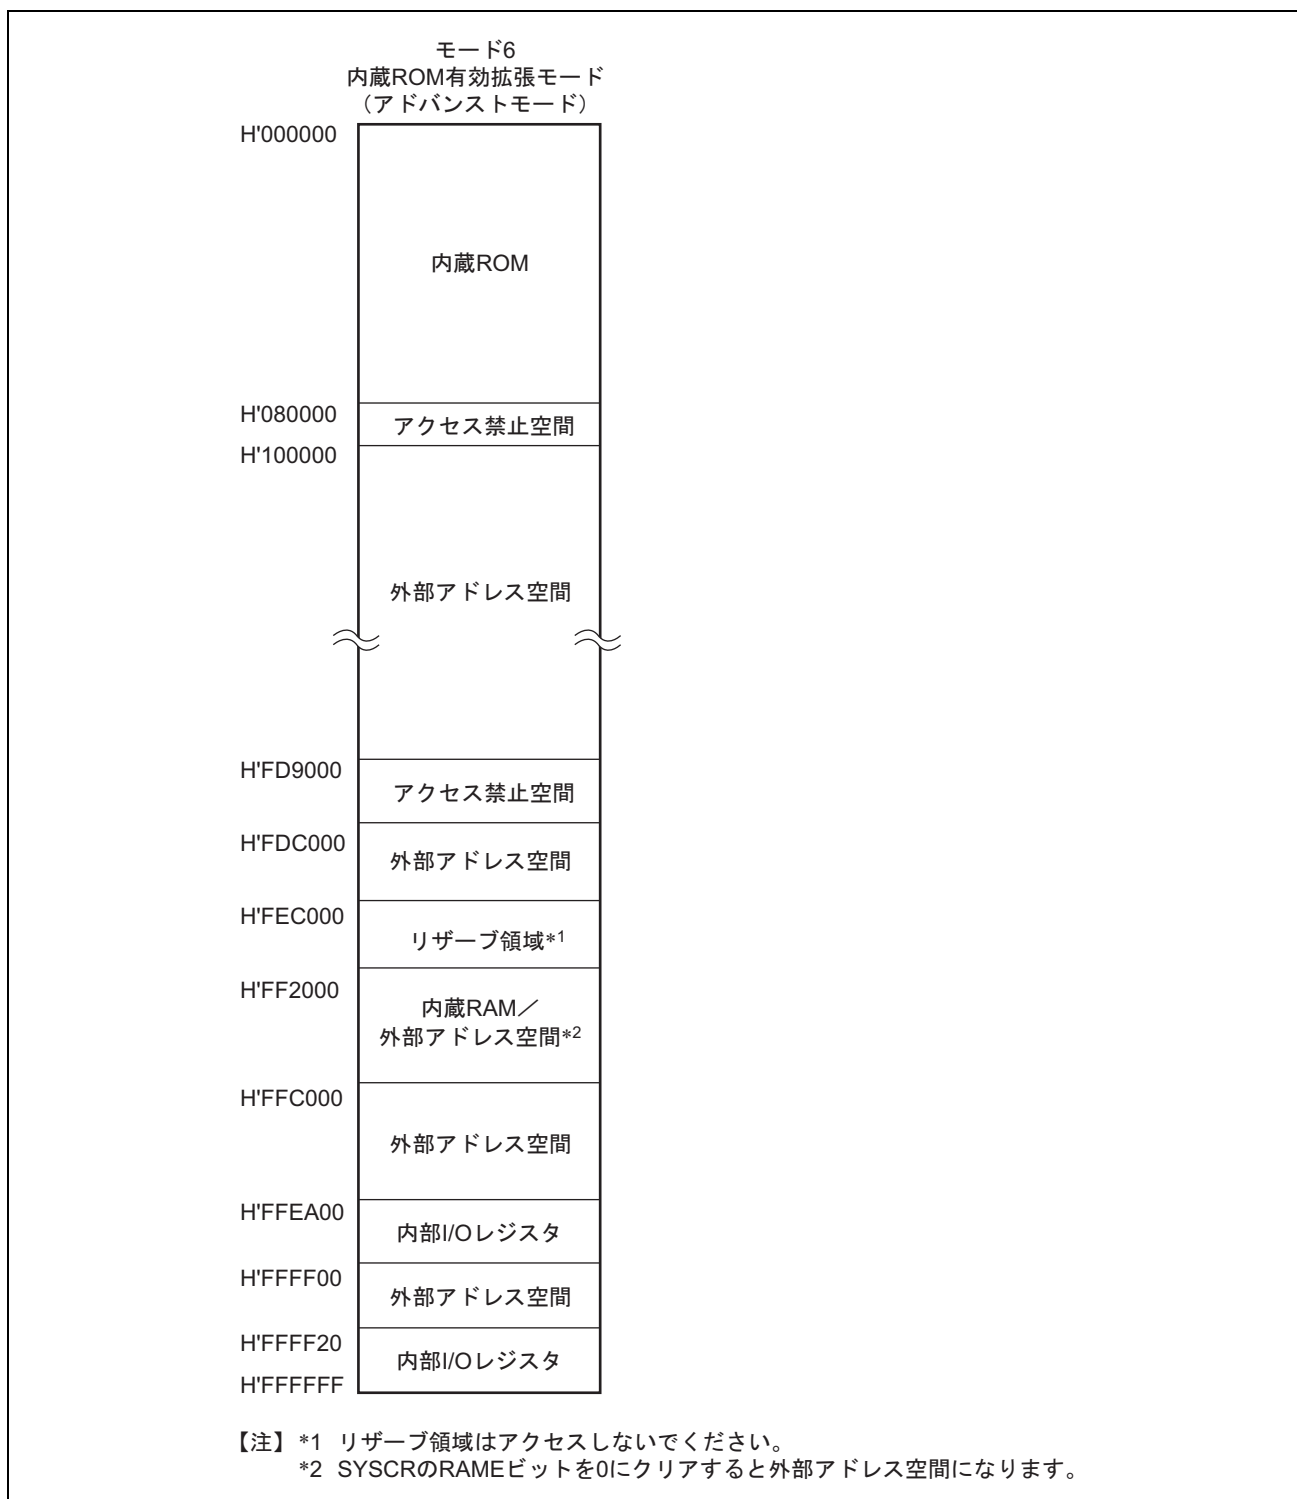 モード6
内蔵ROM有効拡張モード
（アドバンストモード）
H'000000
内蔵ROM
H'080000
アクセス禁止空間
H'100000
外部アドレス空間
H'FD9000
アクセス禁止空間
H'FDC000
外部アドレス空間
H'FEC000
リザーブ領域*1
H'FF2000
内蔵RAM／
外部アドレス空間*2
H'FFC000
外部アドレス空間
H'FFEA00
内部I/Oレジスタ
H'FFFF00
外部アドレス空間
H'FFFF20
内部I/Oレジスタ
H'FFFFFF
【注】 *1 リザーブ領域はアクセスしないでください。
*2 SYSCRのRAMEビットを0にクリアすると外部アドレス空間になります。